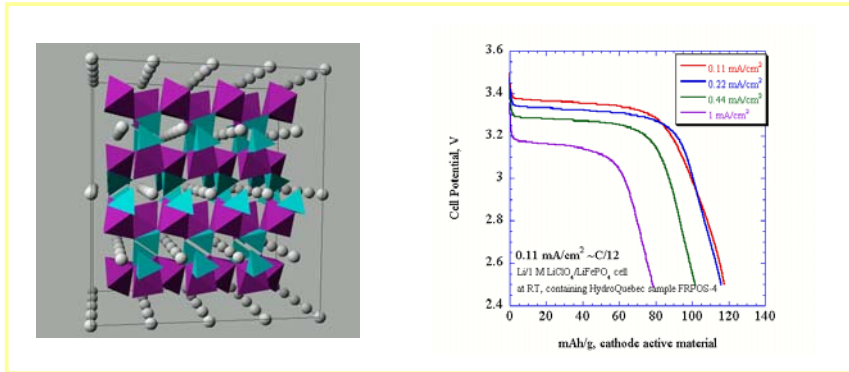 3.6
3.4
3.2
3
2.8
2.6
2.4
Cell Potential, V
0.11 mA/cm²
0.22 mA/cm²
0.44 mA/cm²
1 mA/cm²
0.11 mA/cm² ~C/12
Li/1 M LiClO₄/LiFePO₄ cell
at RT, containing HydroQuebec sample FRPOS-4
0 20 40 60 80 100 120 140
mAh/g, cathode active material